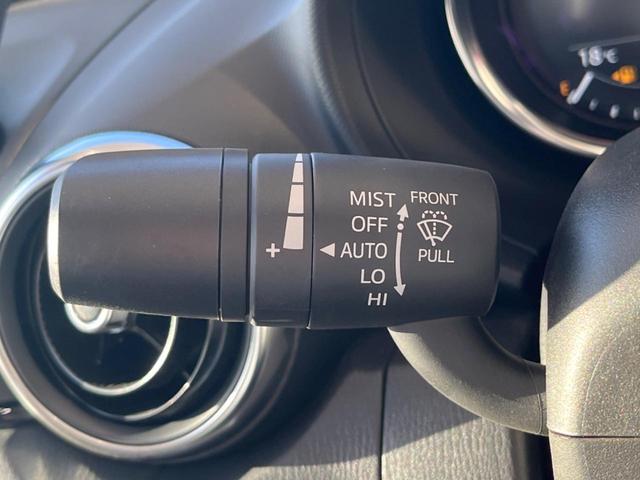 18°C
E
MIST FRONT
OFF
+ ◀ AUTO PULL
LO
HI